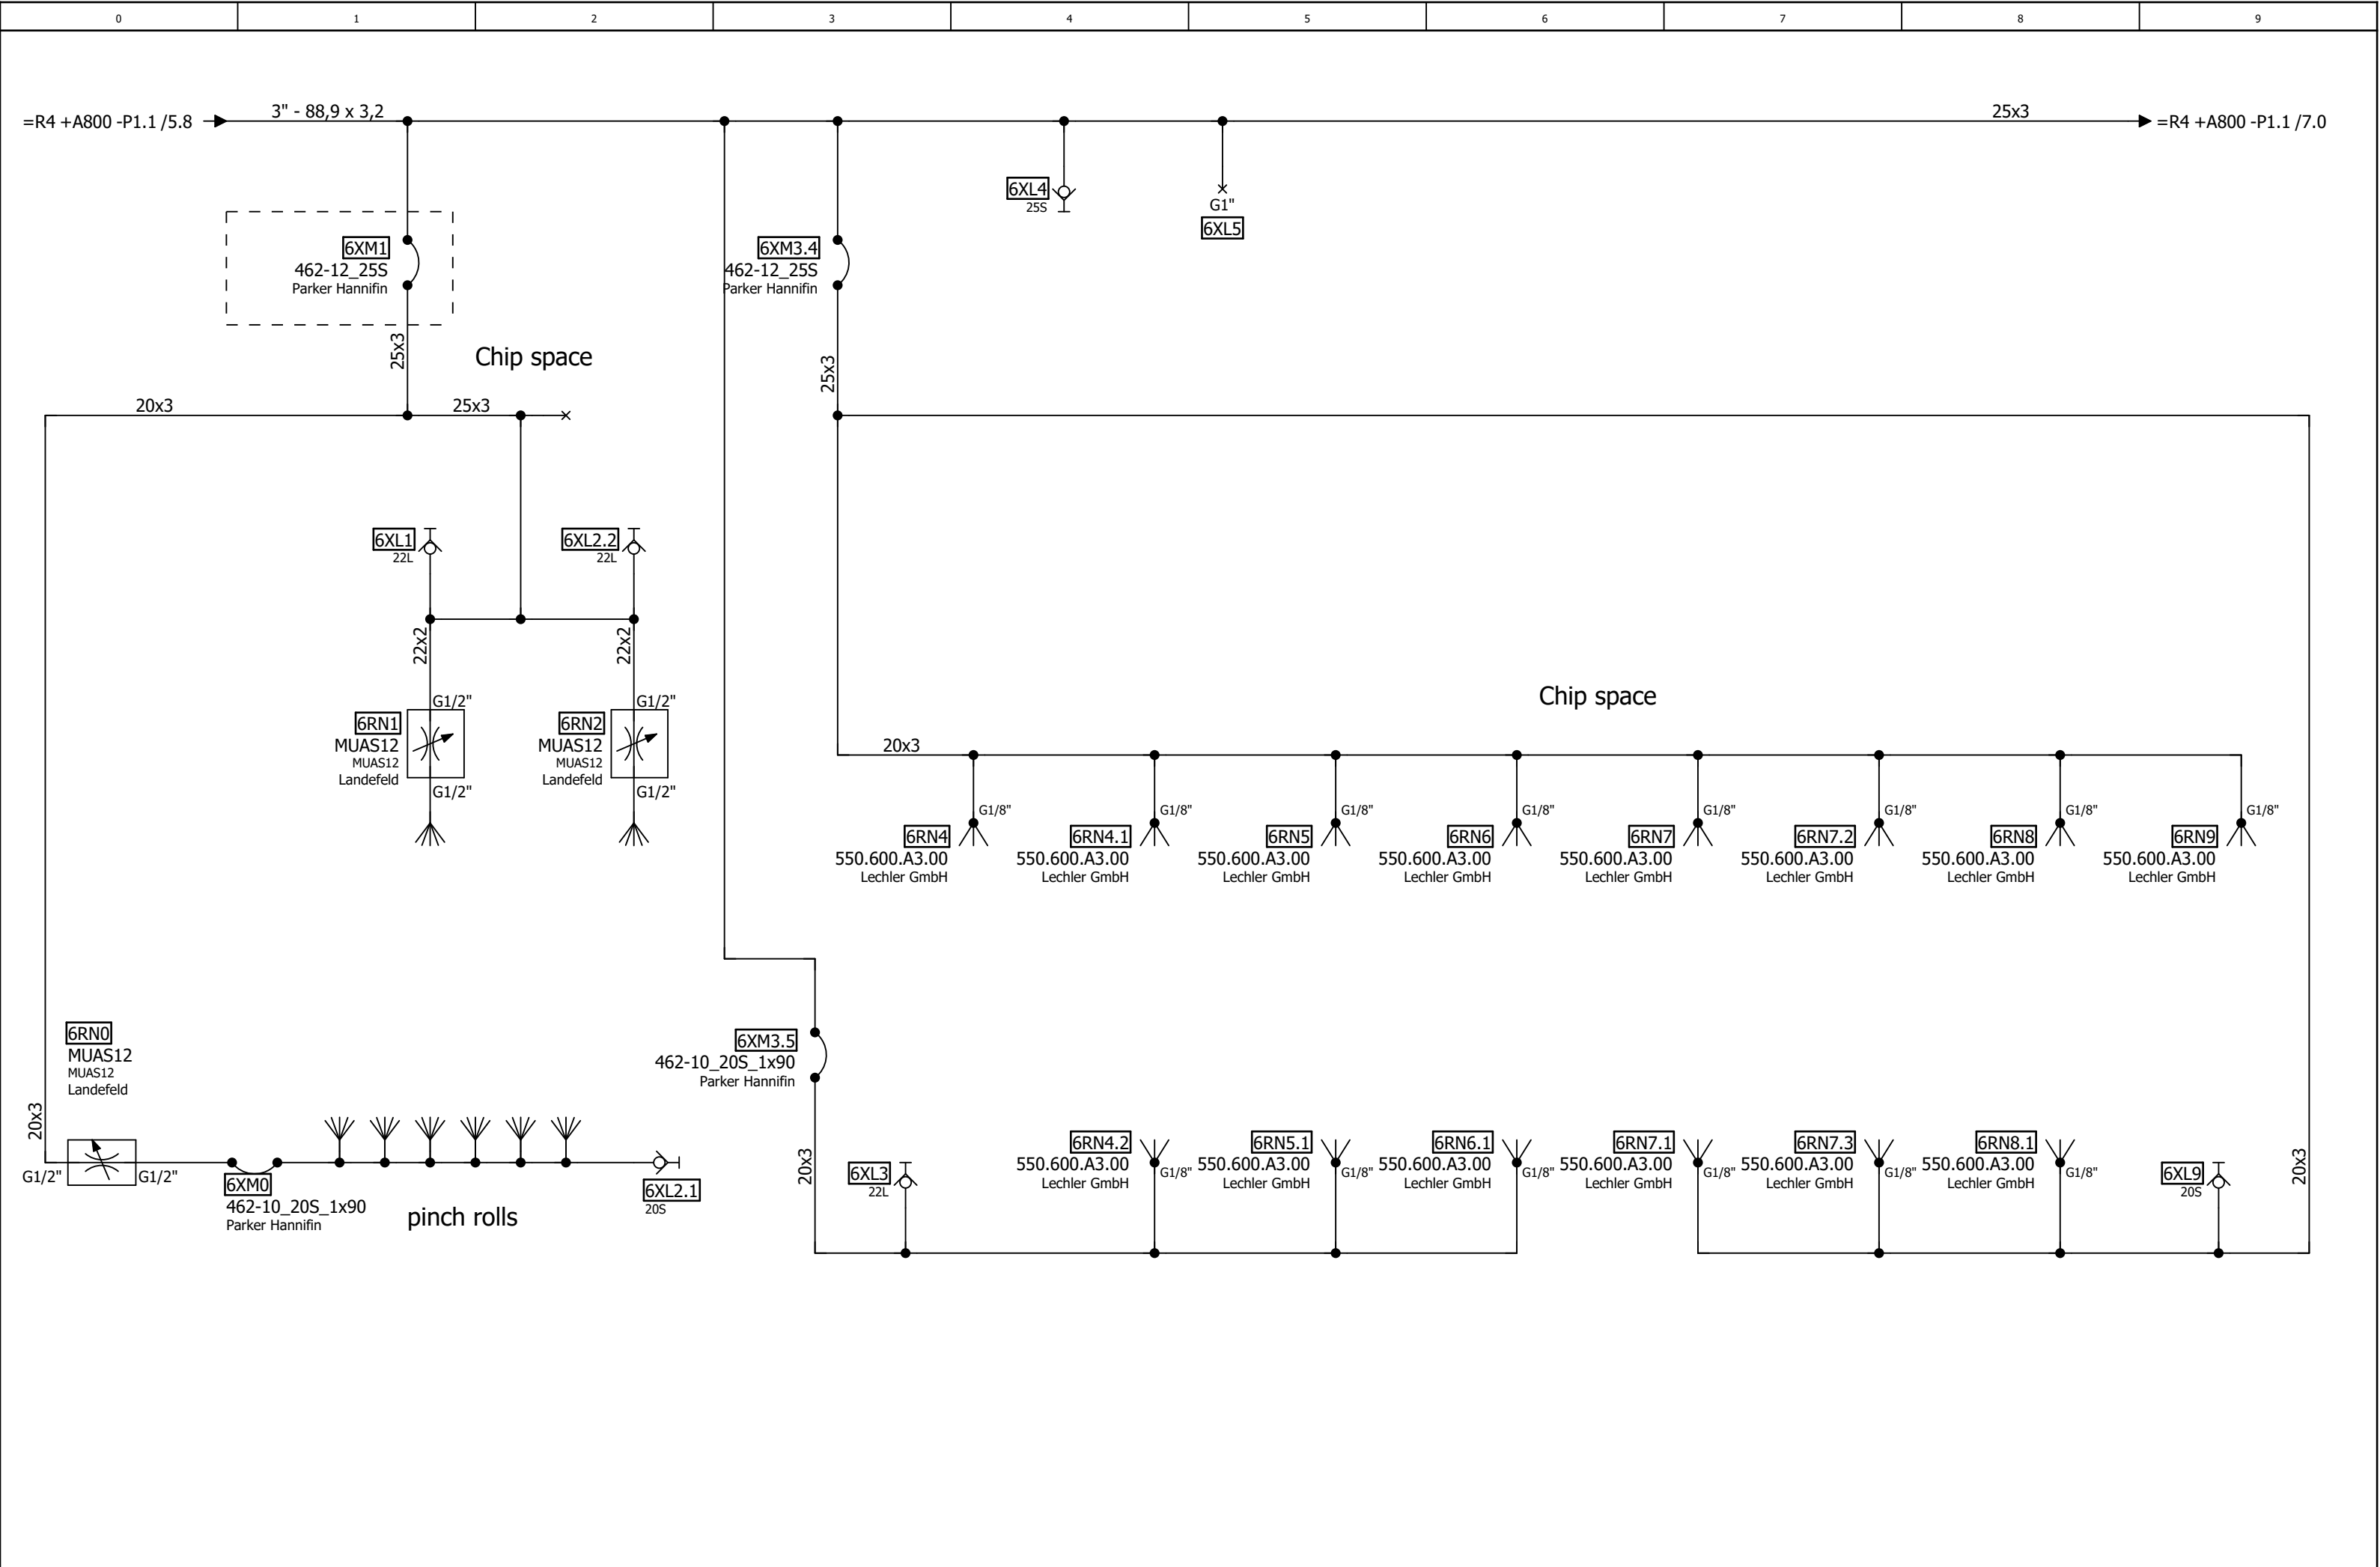 0 1 2 3 4 5 6 7 8 9
=R4 +A800 -P1.1 /5.8
3" - 88,9 x 3,2
25x3
=R4 +A800 -P1.1 /7.0
6XL4
25S
G1"
6XL5
6XM1
462-12_25S
Parker Hannifin
6XM3.4
462-12_25S
Parker Hannifin
25x3
Chip space
25x3
20x3
25x3
6XL1
22L
6XL2.2
22L
22x2
22x2
G1/2"
6RN1
MUAS12
MUAS12
Landefeld
G1/2"
G1/2"
6RN2
MUAS12
MUAS12
Landefeld
G1/2"
Chip space
20x3
G1/8"
6RN4
550.600.A3.00
Lechler GmbH
G1/8"
6RN4.1
550.600.A3.00
Lechler GmbH
G1/8"
6RN5
550.600.A3.00
Lechler GmbH
G1/8"
6RN6
550.600.A3.00
Lechler GmbH
G1/8"
6RN7
550.600.A3.00
Lechler GmbH
G1/8"
6RN7.2
550.600.A3.00
Lechler GmbH
G1/8"
6RN8
550.600.A3.00
Lechler GmbH
G1/8"
6RN9
550.600.A3.00
Lechler GmbH
6RN0
MUAS12
MUAS12
Landefeld
20x3
G1/2"
G1/2"
6XM0
462-10_20S_1x90
Parker Hannifin
pinch rolls
6XL2.1
20S
6XM3.5
462-10_20S_1x90
Parker Hannifin
20x3
6XL3
22L
6RN4.2
550.600.A3.00
Lechler GmbH
G1/8"
6RN5.1
550.600.A3.00
Lechler GmbH
G1/8"
6RN6.1
550.600.A3.00
Lechler GmbH
G1/8"
6RN7.1
550.600.A3.00
Lechler GmbH
G1/8"
6RN7.3
550.600.A3.00
Lechler GmbH
G1/8"
6RN8.1
550.600.A3.00
Lechler GmbH
G1/8"
6XL9
20S
20x3